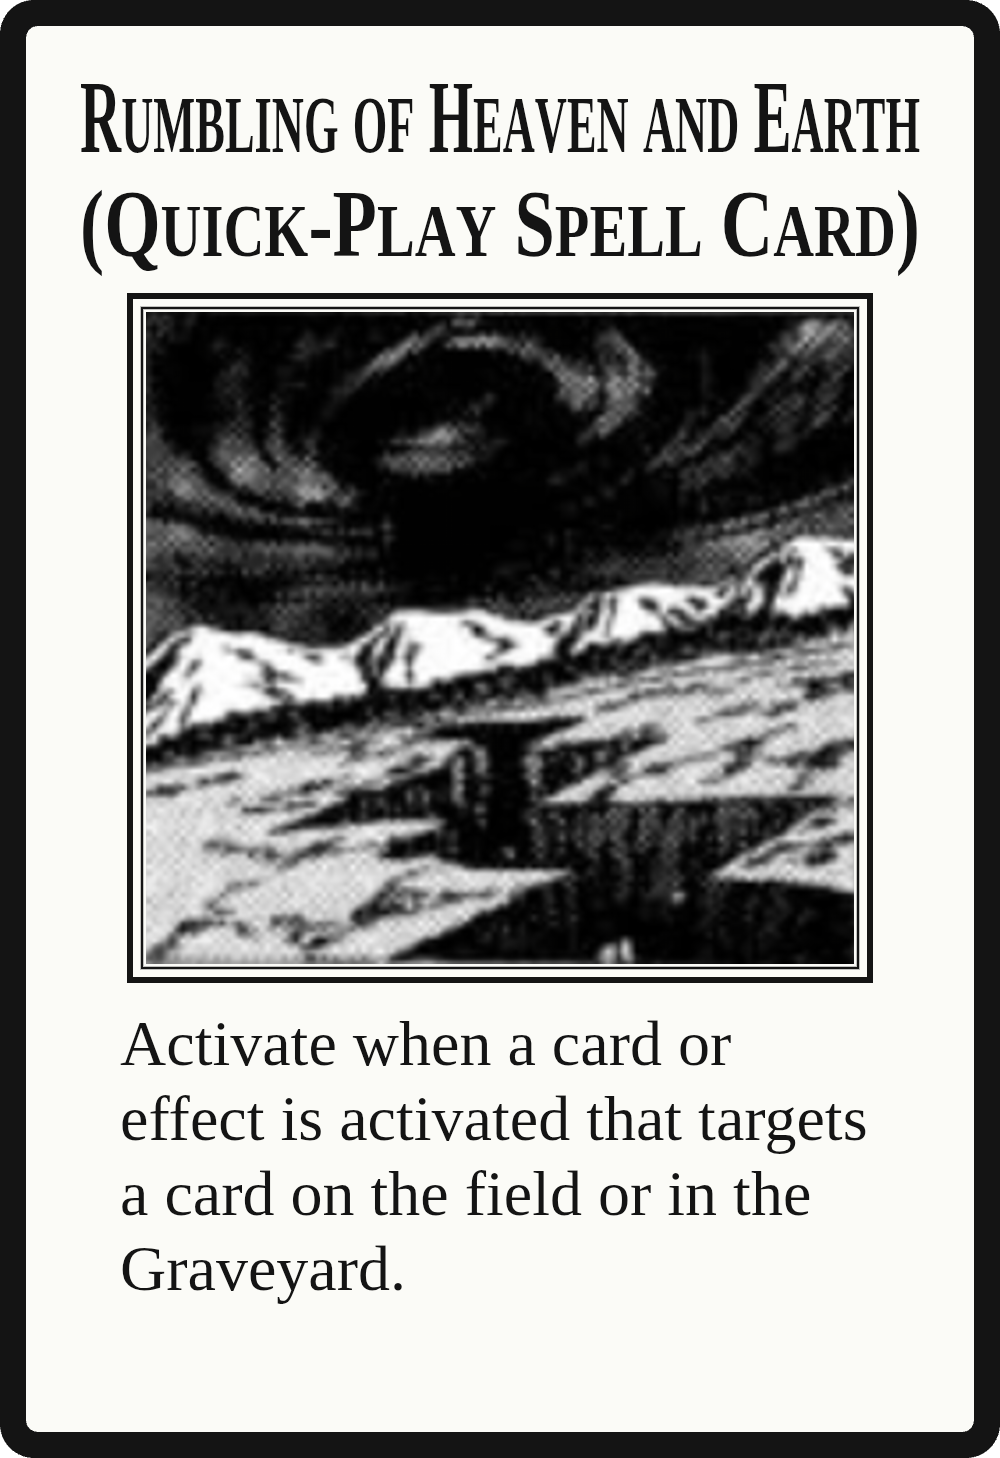 Rumbling of Heaven and Earth
(Quick-Play Spell Card)
Activate when a card or
effect is activated that targets
a card on the field or in the
Graveyard.